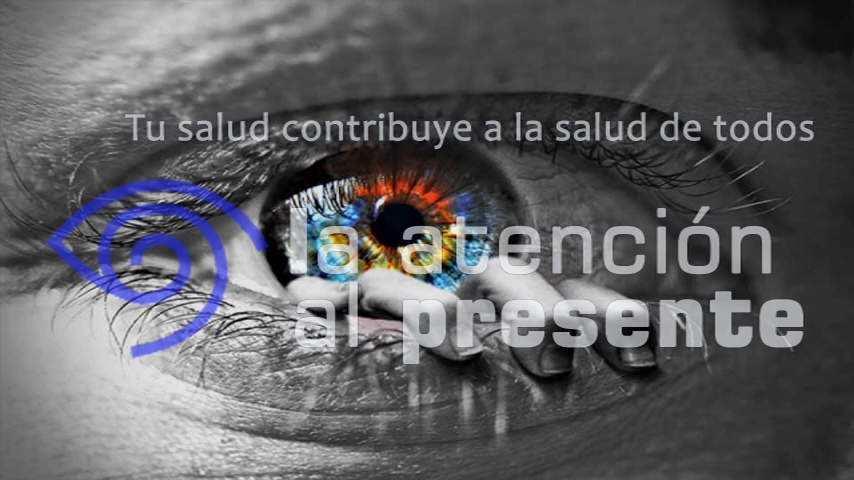 Tu salud contribuye a la salud de todos
la atención
al presente